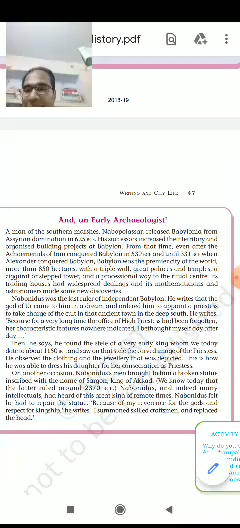 History.pdf
2018-19
WRITING AND CITY LIFE 47
And, an Early Archaeologist!
A man of the southern marshes, Nabopolassar, released Babylonia from
Assyrian domination in 625 BCE. His successors increased their territory and
organised building projects at Babylon. From that time, even after the
Achaemenids of Iran conquered Babylon in 539 BCE and until 331 BCE when
Alexander conquered Babylon, Babylon was the premier city of the world,
more than 850 hectares, with a triple wall, great palaces and temples, a
ziggurat or stepped tower, and a processional way to the ritual centre. Its
trading houses had widespread dealings and its mathematicians and
astronomers made some new discoveries.
Nabonidus was the last ruler of independent Babylon. He writes that the
god of Ur came to him in a dream and ordered him to appoint a priestess
to take charge of the cult in that ancient town in the deep south. He writes:
'Because for a very long time the office of High Priestess had been forgotten,
her characteristic features nowhere indicated, I bethought myself day after
day …'
Then, he says, he found the stele of a very early king whom we today
date to about 1150 BCE and saw on that stele the carved image of the Priestess.
He observed the clothing and the jewellery that was depicted. This is how
he was able to dress his daughter for her consecration as Priestess.
On another occasion, Nabonidus's men brought to him a broken statue
inscribed with the name of Sargon, king of Akkad. (We know today that
the latter ruled around 2370 BCE.) Nabonidus, and indeed many
intellectuals, had heard of this great king of remote times. Nabonidus felt
he had to repair the statue. 'Because of my reverence for the gods and
respect for kingship,' he writes, 'I summoned skilled craftsmen, and replaced
the head.'
ACTIVITY
Why do you